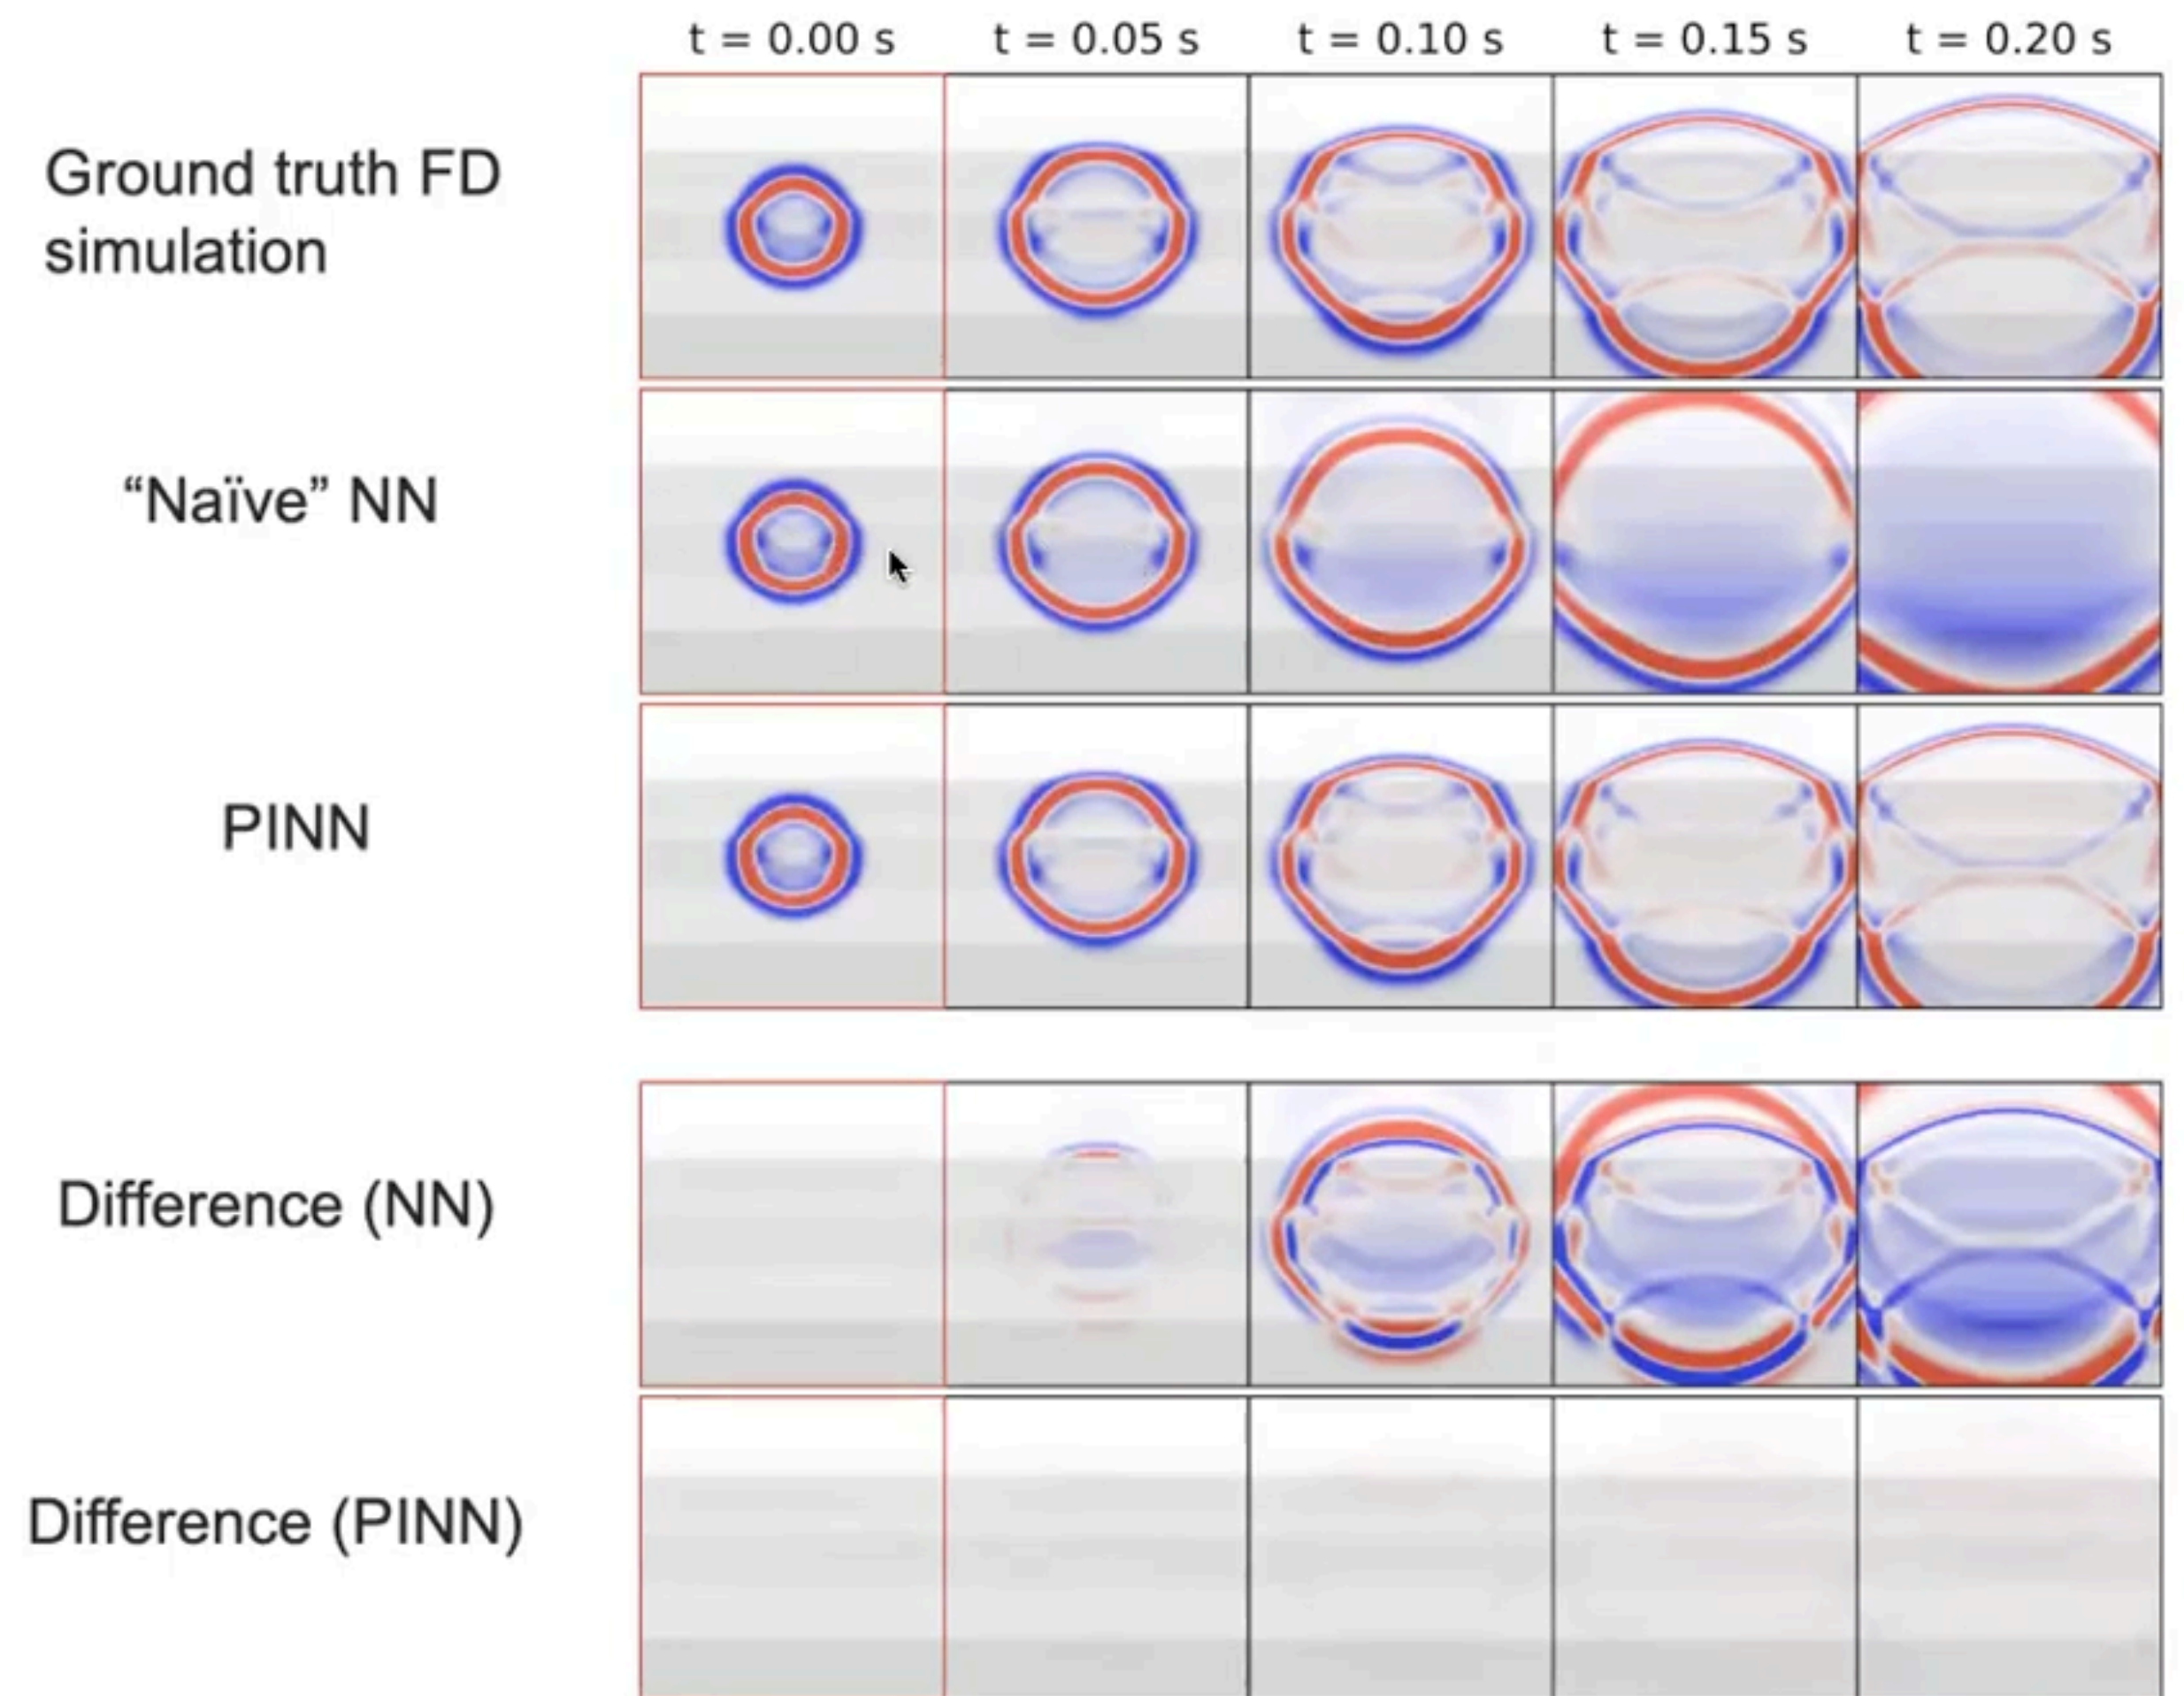 t = 0.00 s
t = 0.05 s
t = 0.10 s
t = 0.15 s
t = 0.20 s
Ground truth FD
simulation
“Naïve” NN
PINN
Difference (NN)
Difference (PINN)